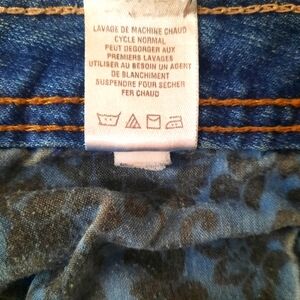 LAVAGE DE MACHINE CHAUD
CYCLE NORMAL
PEUT DEGORGER AUX
PREMIERS LAVAGES
UTILISER AU BESOIN UN AGENT
DE BLANCHIMENT
SUSPENDRE POUR SECHER
FER CHAUD